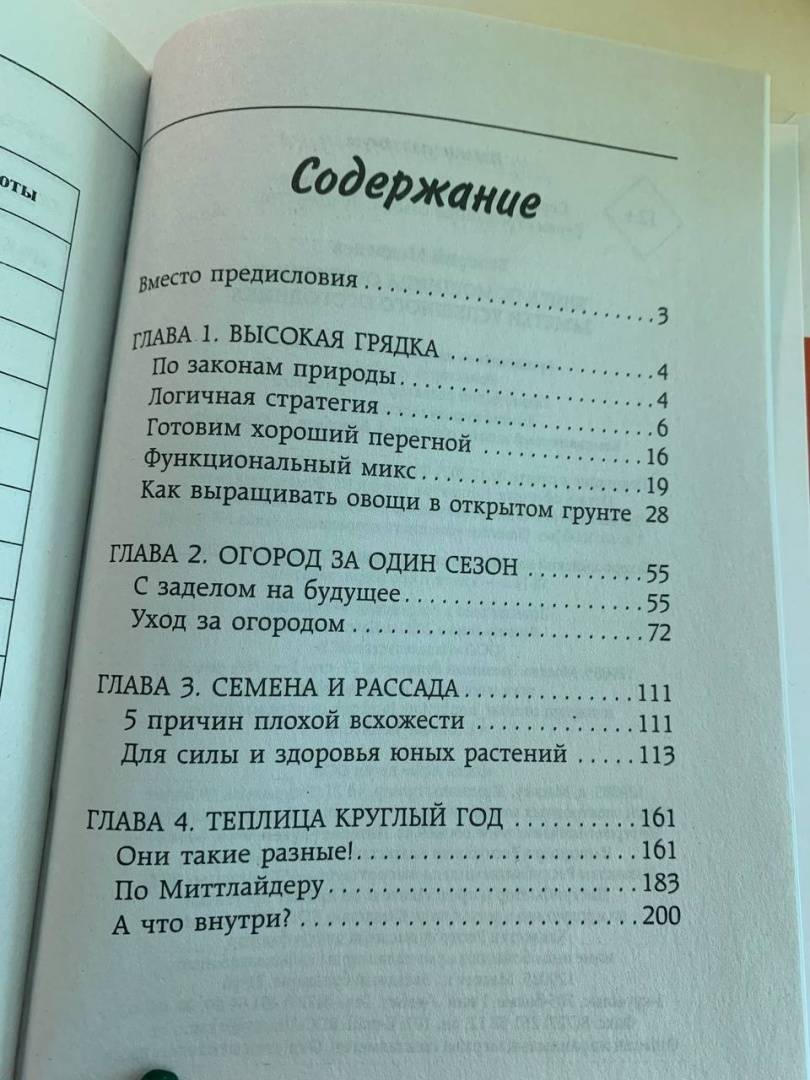 оты
Содержание
Вместо предисловия . . . . . . . . . . . . . . . . . . . . . . . . 3
ГЛАВА 1. ВЫСОКАЯ ГРЯДКА . . . . . . . . . . . . . . . . . 4
По законам природы. . . . . . . . . . . . . . . . . . . . . 4
Логичная стратегия . . . . . . . . . . . . . . . . . . . . . . 6
Готовим хороший перегной . . . . . . . . . . . . . . 16
Функциональный микс. . . . . . . . . . . . . . . . . . 19
Как выращивать овощи в открытом грунте 28
ГЛАВА 2. ОГОРОД ЗА ОДИН СЕЗОН . . . . . . . . . . 55
С заделом на будущее. . . . . . . . . . . . . . . . . . . . 55
Уход за огородом . . . . . . . . . . . . . . . . . . . . . . . . 72
ГЛАВА 3. СЕМЕНА И РАССАДА. . . . . . . . . . . . . . . 111
5 причин плохой всхожести . . . . . . . . . . . . . . 111
Для силы и здоровья юных растений . . . . . 113
ГЛАВА 4. ТЕПЛИЦА КРУГЛЫЙ ГОД . . . . . . . . . . . 161
Они такие разные!. . . . . . . . . . . . . . . . . . . . . . . 161
По Миттлайдеру. . . . . . . . . . . . . . . . . . . . . . . . . 183
А что внутри? . . . . . . . . . . . . . . . . . . . . . . . . . . . 200